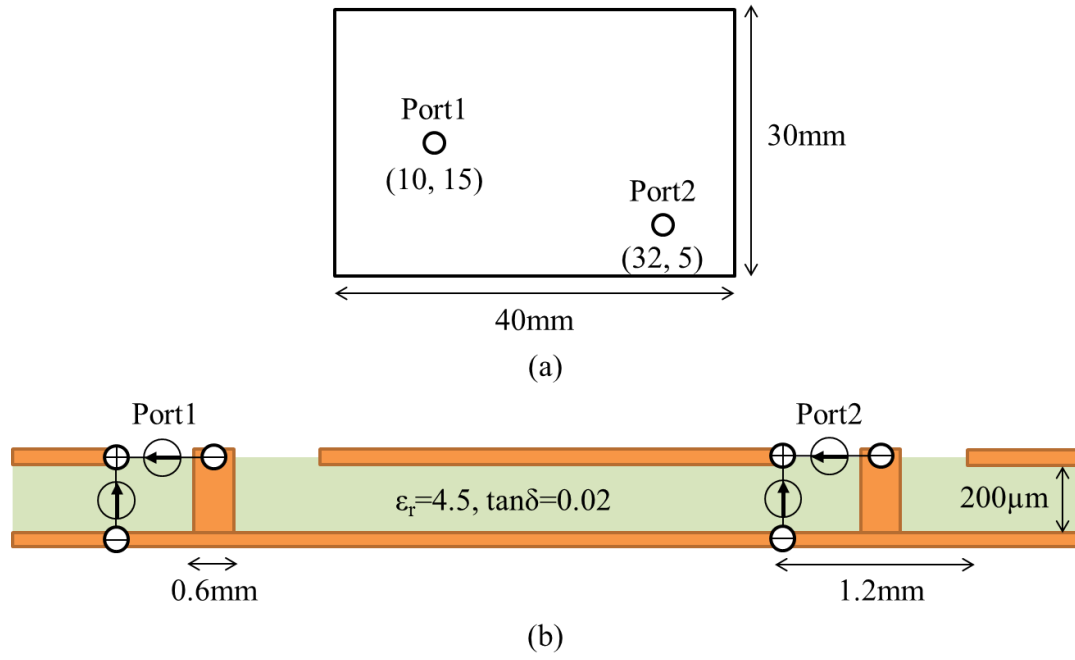 Port1
(10, 15)
Port2
(32, 5)
30mm
40mm
(a)
Port1
Port2
εr=4.5, tanδ=0.02
200μm
0.6mm
1.2mm
(b)